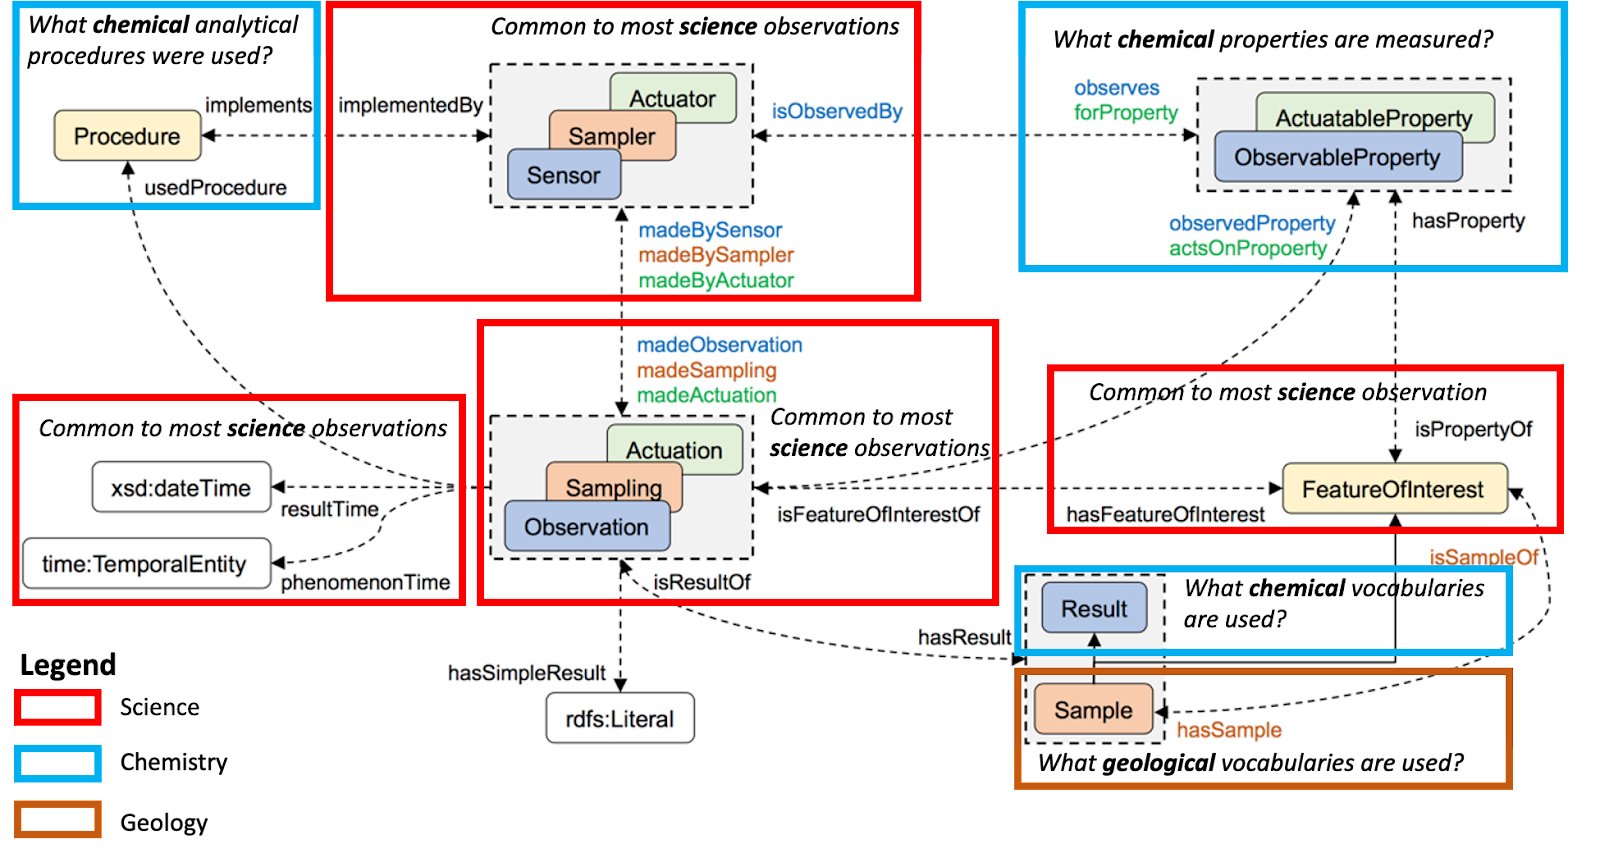 What chemical analytical
procedures were used?
implements
Procedure
usedProcedure
Common to most science observations
implementedBy
Actuator
Sampler
Sensor
isObservedBy
madeBySensor
madeBySampler
madeByActuator
What chemical properties are measured?
observes
forProperty
ActuatableProperty
ObservableProperty
observedProperty
actsOnPropoerty
hasProperty
madeObservation
madeSampling
madeActuation
Common to most
science observations
Actuation
Sampling
Observation
isFeatureOfInterestOf
isResultOf
Common to most science observations
xsd:dateTime
resultTime
time:TemporalEntity
phenomenonTime
Common to most science observation
isPropertyOf
FeatureOfInterest
hasFeatureOfInterest
isSampleOf
What chemical vocabularies
are used?
Result
hasResult
hasSimpleResult
rdfs:Literal
Sample
hasSample
What geological vocabularies are used?
Legend
Science
Chemistry
Geology